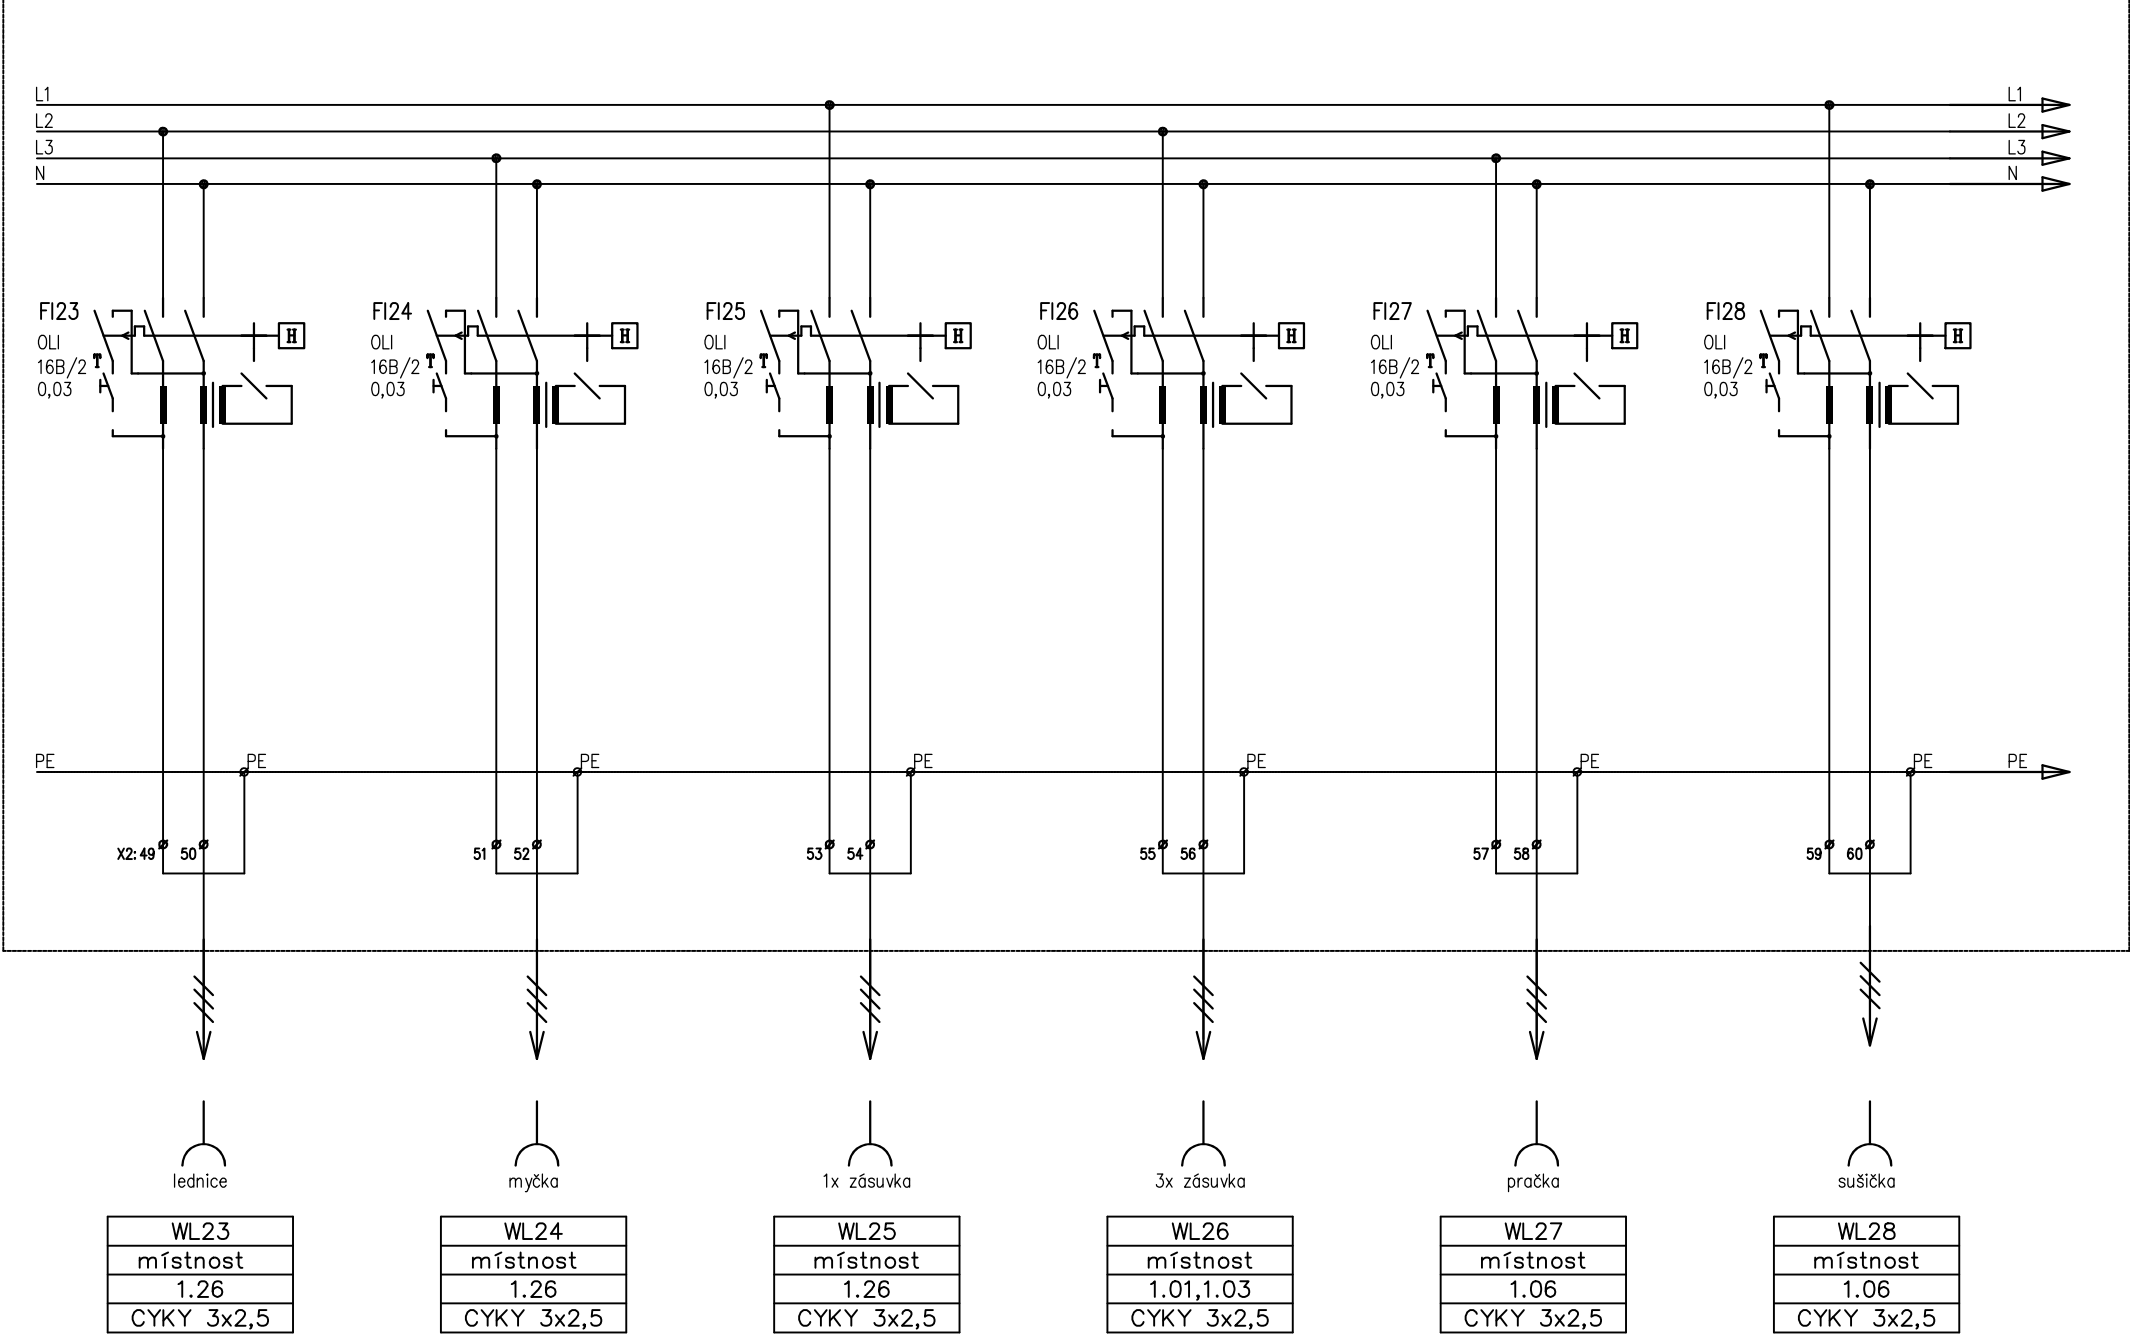 L1 L1
L2 L2
L3 L3
N N
FI23 FI24 FI25 FI26 FI27 FI28
H H H H H H
OLI OLI OLI OLI OLI OLI
16B/2 T 16B/2 T 16B/2 T 16B/2 T 16B/2 T 16B/2 T
0,03 0,03 0,03 0,03 0,03 0,03
PE PE PE PE PE PE PE PE
X2: 49 50 51 52 53 54 55 56 57 58 59 60
lednice myčka 1x zásuvka 3x zásuvka pračka sušička
WL23 WL24 WL25 WL26 WL27 WL28
místnost místnost místnost místnost místnost místnost
1.26 1.26 1.26 1.01,1.03 1.06 1.06
CYKY 3x2,5 CYKY 3x2,5 CYKY 3x2,5 CYKY 3x2,5 CYKY 3x2,5 CYKY 3x2,5